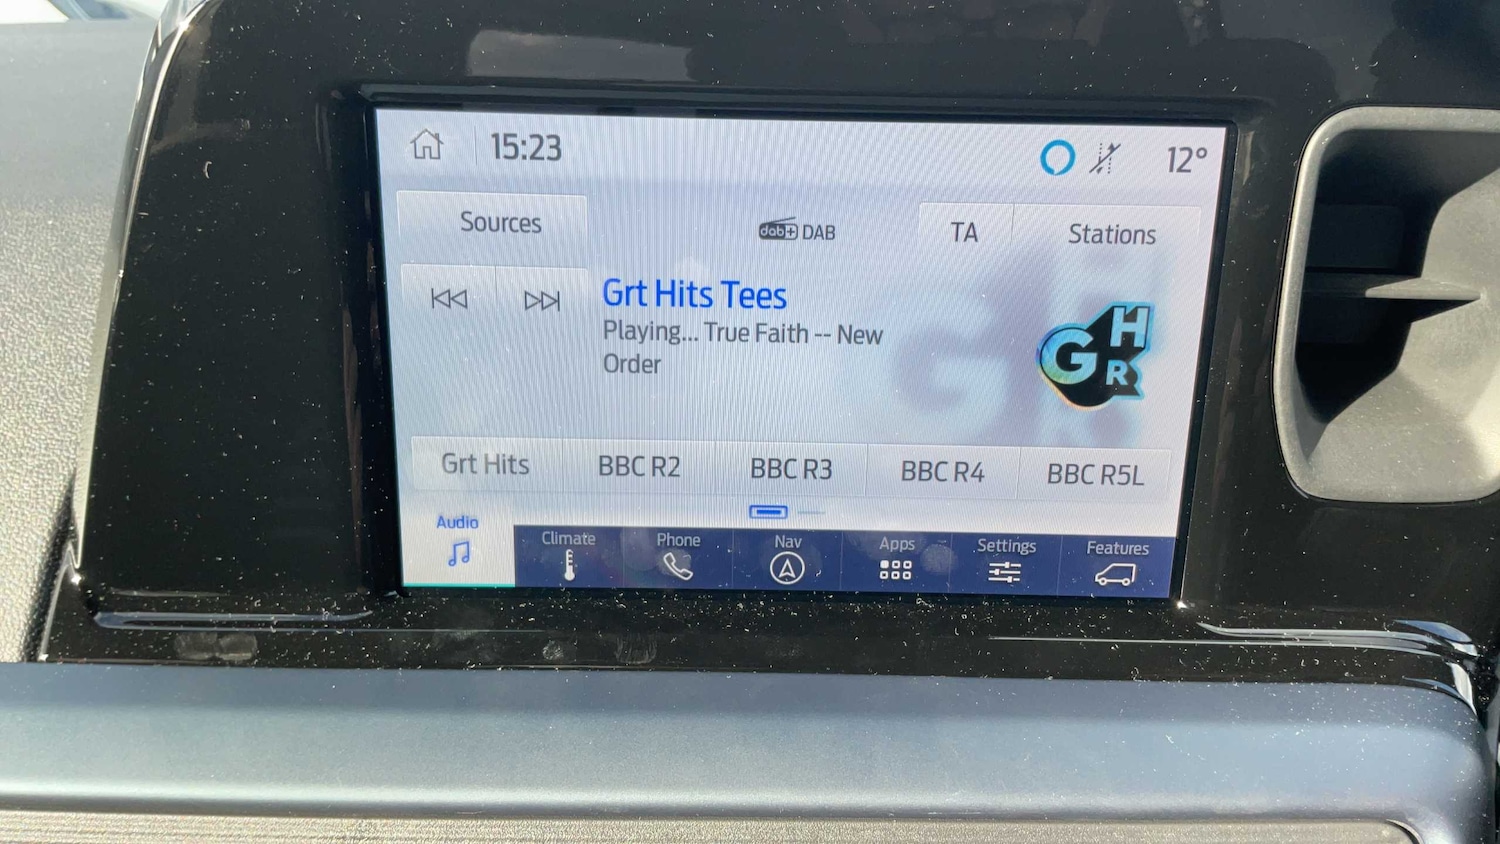 15:23
12°
Sources
dab+ DAB
TA
Stations
Grt Hits Tees
Playing... True Faith -- New
Order
GHR
Grt Hits
BBC R2
BBC R3
BBC R4
BBC R5L
Audio
Climate
Phone
Nav
Apps
Settings
Features